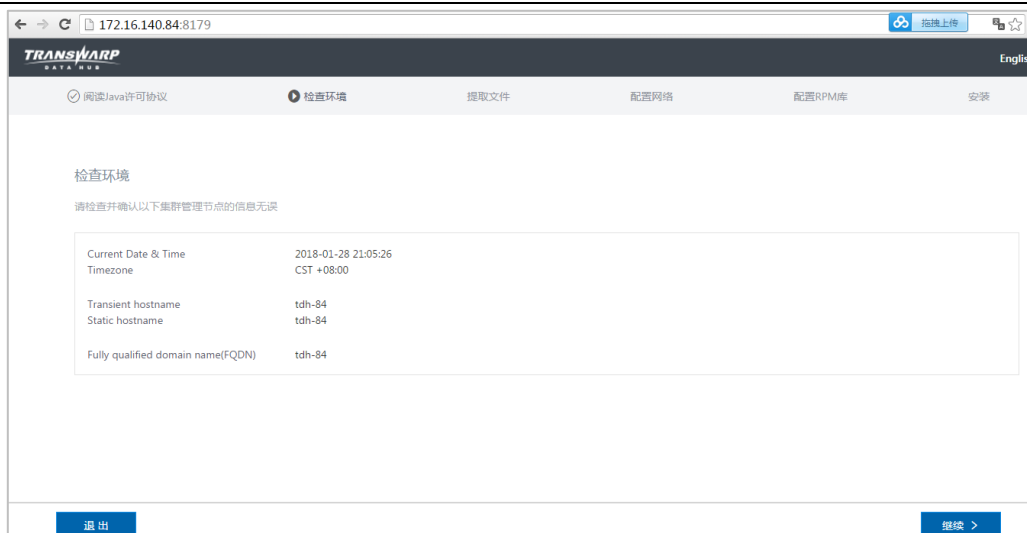 172.16.140.84:8179
拖拽上传
TRANSWARP
DATA HUB
Englis
阅读Java许可协议
检查环境
提取文件
配置网络
配置RPM库
安装
检查环境
请检查并确认以下集群管理节点的信息无误
Current Date & Time 2018-01-28 21:05:26
Timezone CST +08:00
Transient hostname tdh-84
Static hostname tdh-84
Fully qualified domain name(FQDN) tdh-84
退出
继续 >